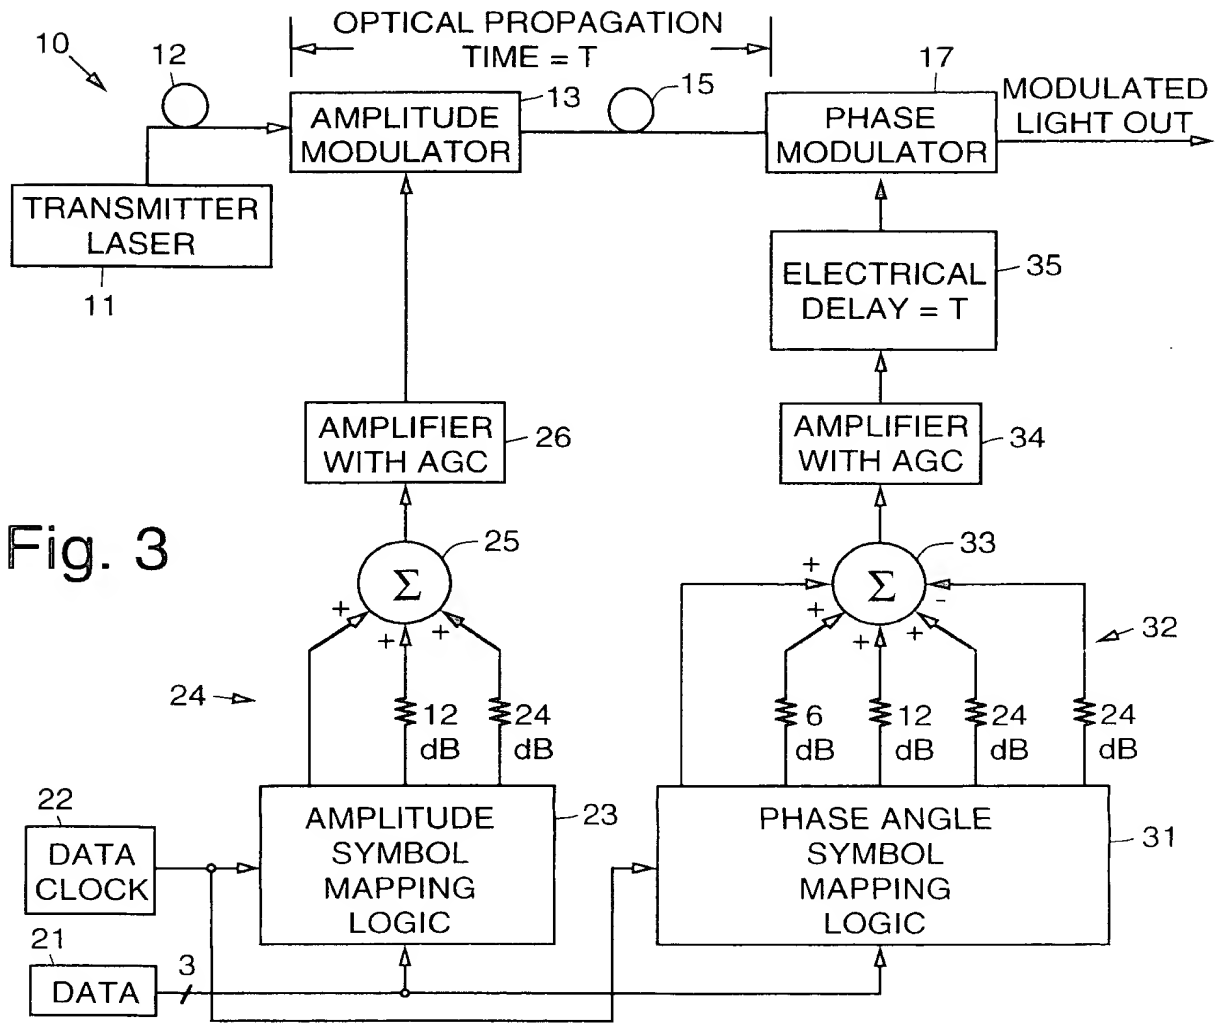 OPTICAL PROPAGATION
TIME = T
10
12
13
15
17
AMPLITUDE
MODULATOR
PHASE
MODULATOR
MODULATED
LIGHT OUT
TRANSMITTER
LASER
11
ELECTRICAL
DELAY = T
35
AMPLIFIER
WITH AGC
26
AMPLIFIER
WITH AGC
34
Fig. 3
25
Σ
+
+
+
33
Σ
+
+
+
+
-
32
24
12
dB
24
dB
6
dB
12
dB
24
dB
24
dB
22
DATA
CLOCK
AMPLITUDE
SYMBOL
MAPPING
LOGIC
23
PHASE ANGLE
SYMBOL
MAPPING
LOGIC
31
21
DATA
3